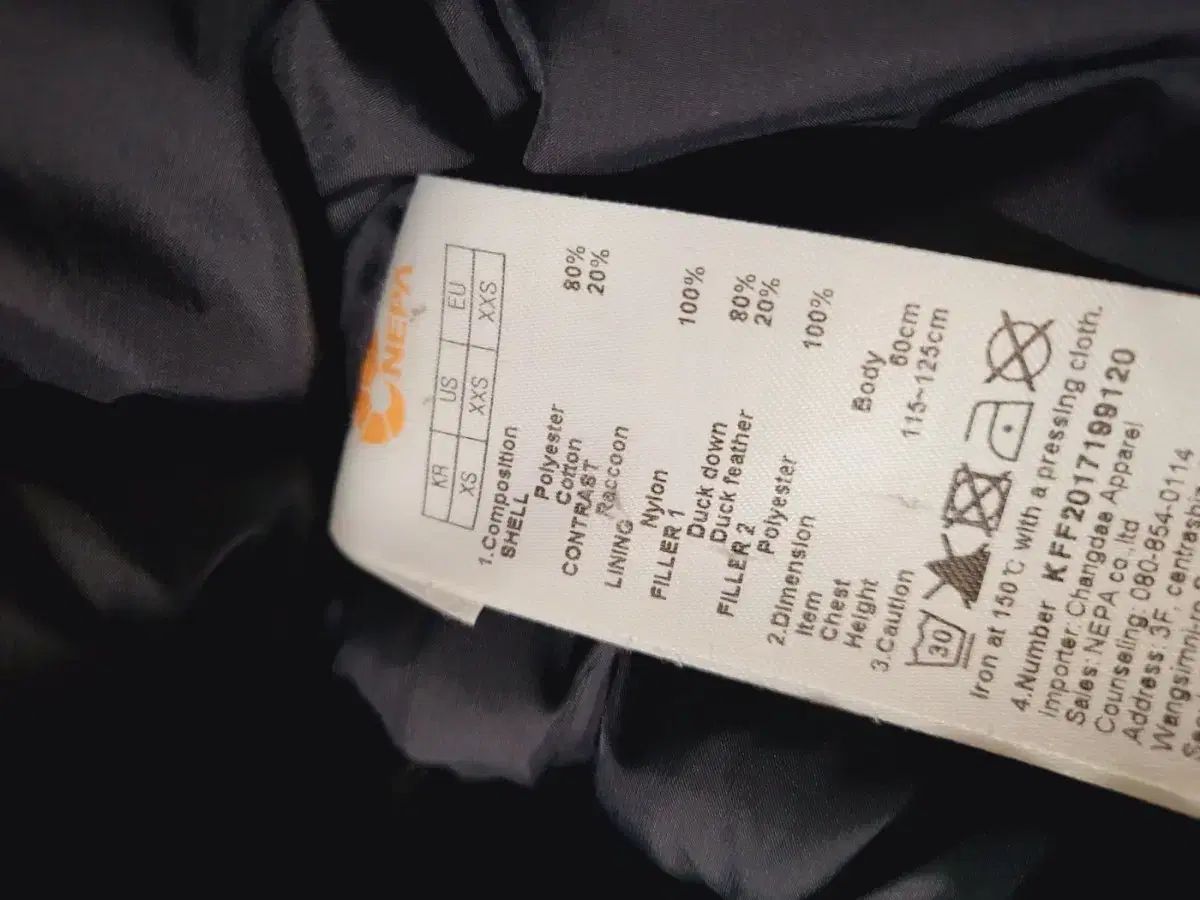 NEPA
KR US EU
XS XXS XXS
1.Composition
SHELL
Polyester 80%
Cotton 20%
CONTRAST
Raccoon
LINING
Nylon 100%
FILLER 1
Duck down 80%
Duck feather 20%
FILLER 2
Polyester 100%
2.Dimension
Item Body
Chest 60cm
Height 115~125cm
3.Caution
30
Iron at 150℃ with a pressing cloth.
4.Number KFF2017199120
Importer:Changdae Apparel
Sales:NEPA co.,ltd
Counseling: 080-854-0114
Address:3F, centrash
Wangsimni